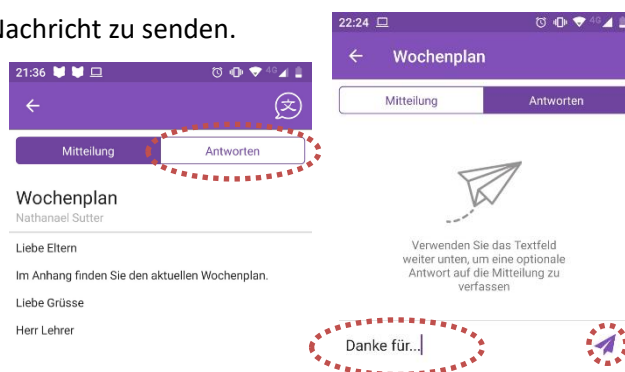 Nachricht zu senden.
21:36
4G
Mitteilung
Antworten
Wochenplan
Nathanael Sutter
Liebe Eltern
Im Anhang finden Sie den aktuellen Wochenplan.
Liebe Grüsse
Herr Lehrer
22:24
4G
Wochenplan
Mitteilung
Antworten
Verwenden Sie das Textfeld
weiter unten, um eine optionale
Antwort auf die Mitteilung zu
verfassen
Danke für...